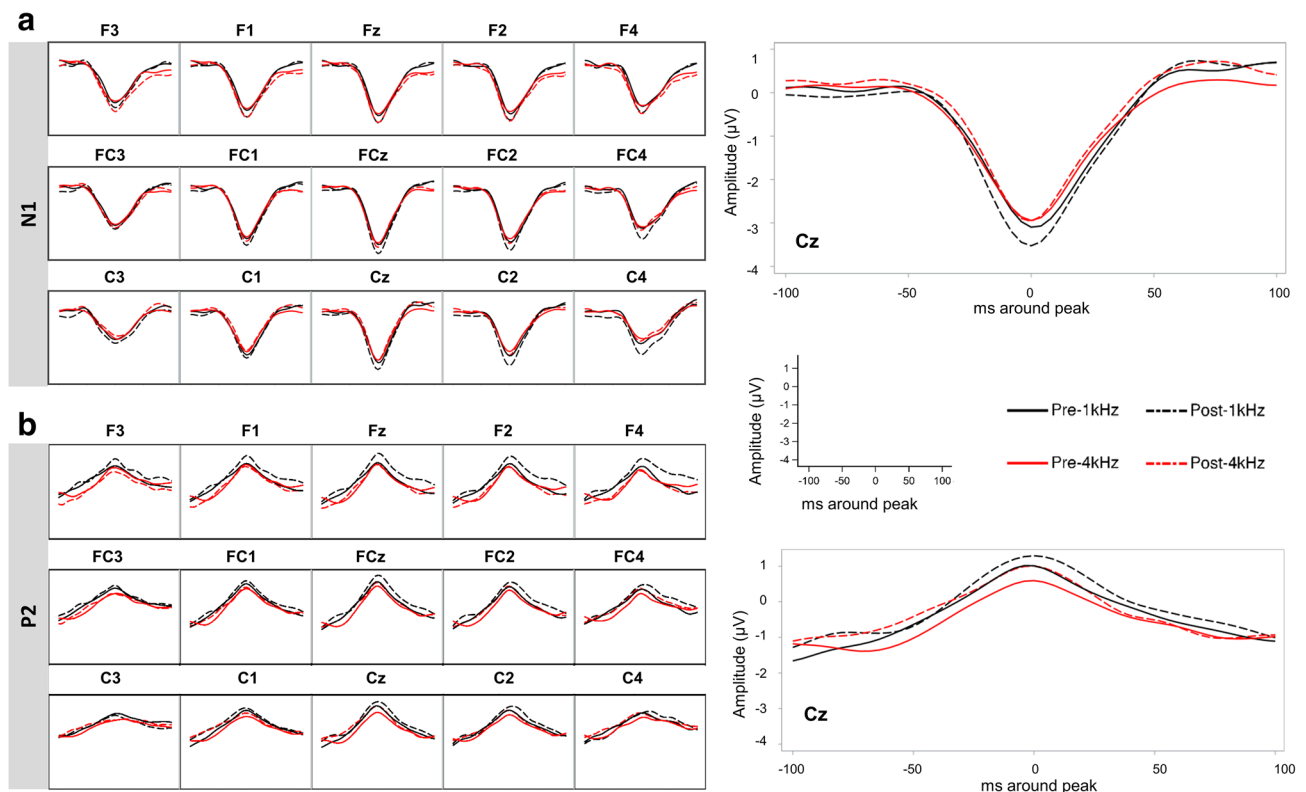 a
F3 F1 Fz F2 F4
N1
FC3 FC1 FCz FC2 FC4
C3 C1 Cz C2 C4
1
0
-1
-2
-3
-4
Amplitude (µV)
Cz
-100 -50 0 50 100
ms around peak
1
0
-1
-2
-3
-4
Amplitude (µV)
-100 -50 0 50 100
ms around peak
Pre-1kHz Post-1kHz
Pre-4kHz Post-4kHz
b
F3 F1 Fz F2 F4
P2
FC3 FC1 FCz FC2 FC4
C3 C1 Cz C2 C4
1
0
-1
-2
-3
-4
Amplitude (µV)
Cz
-100 -50 0 50 100
ms around peak